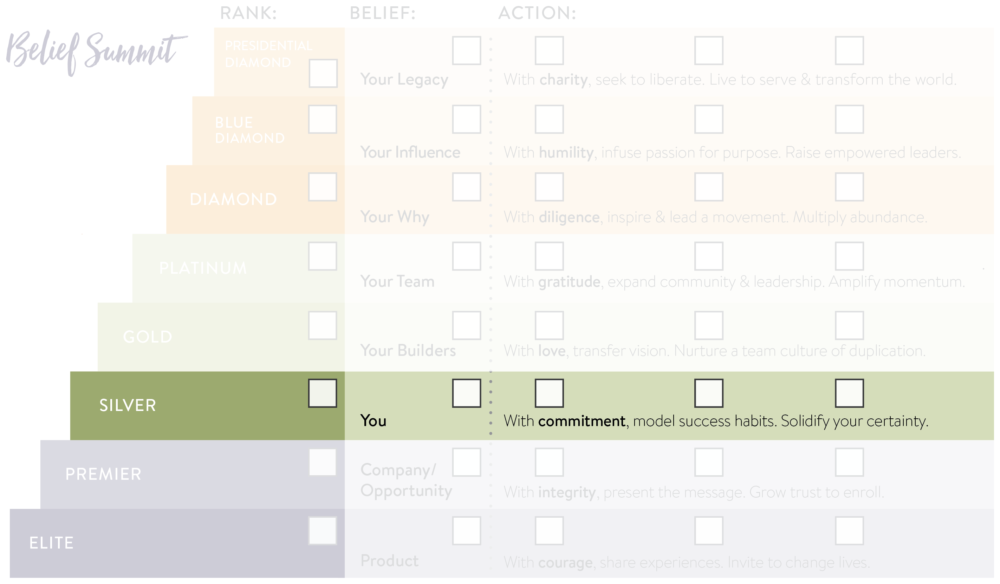 RANK: BELIEF: ACTION:
Belief Summit
PRESIDENTIAL
DIAMOND
Your Legacy With charity, seek to liberate. Live to serve & transform the world.
BLUE
DIAMOND
Your Influence With humility, infuse passion for purpose. Raise empowered leaders.
DIAMOND
Your Why With diligence, inspire & lead a movement. Multiply abundance.
PLATINUM
Your Team With gratitude, expand community & leadership. Amplify momentum.
GOLD
Your Builders With love, transfer vision. Nurture a team culture of duplication.
SILVER
You With commitment, model success habits. Solidify your certainty.
PREMIER
Company/
Opportunity With integrity, present the message. Grow trust to enroll.
ELITE
Product With courage, share experiences. Invite to change lives.